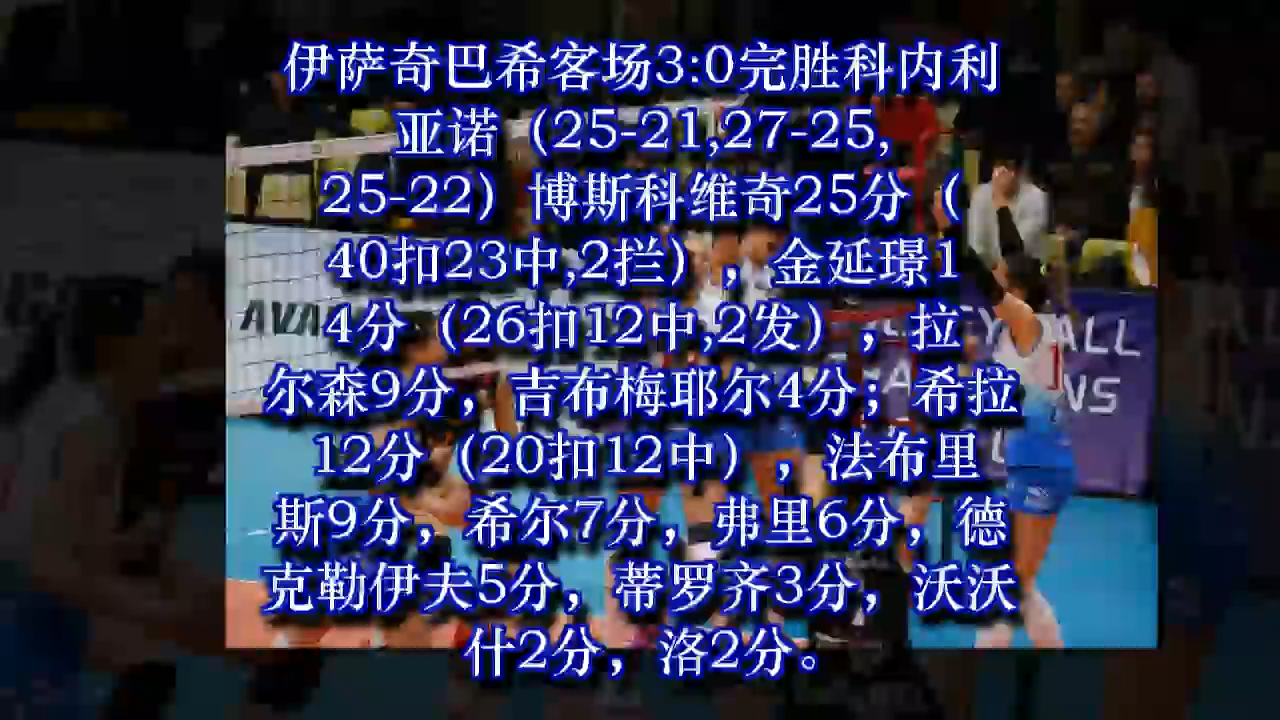 伊萨奇巴希客场3:0完胜科内利
亚诺（25-21,27-25,
25-22）博斯科维奇25分（
40扣23中,2拦），金延璟1
4分（26扣12中,2发），拉
尔森9分，吉布梅耶尔4分；希拉
12分（20扣12中），法布里
斯9分，希尔7分，弗里6分，德
克勒伊夫5分，蒂罗齐3分，沃沃
什2分，洛2分。